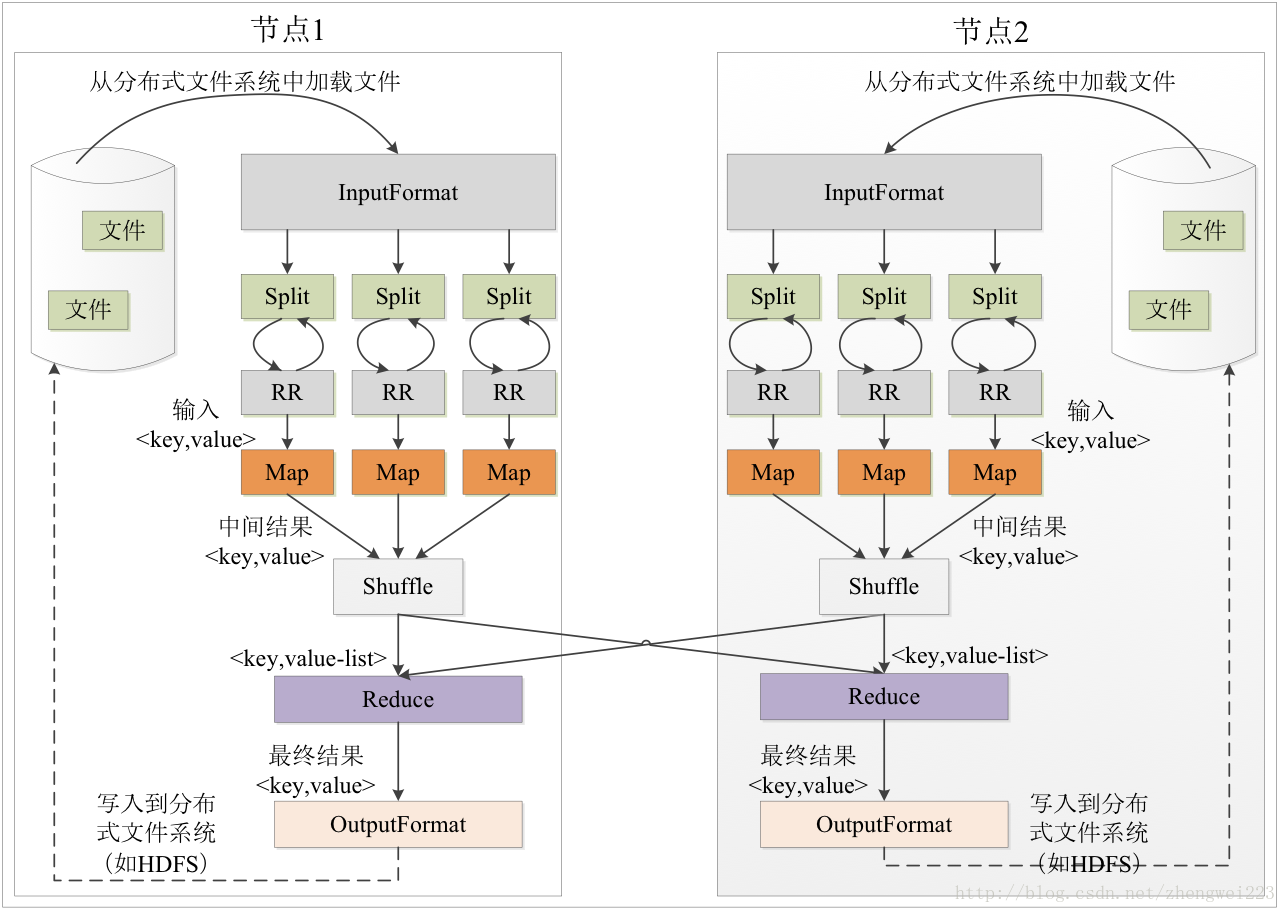 节点1
从分布式文件系统中加载文件
InputFormat
文件
文件
Split
Split
Split
RR
RR
RR
输入
<key,value>
Map
Map
Map
中间结果
<key,value>
Shuffle
<key,value-list>
Reduce
最终结果
<key,value>
OutputFormat
写入到分布
式文件系统
（如HDFS）
节点2
从分布式文件系统中加载文件
InputFormat
文件
文件
Split
Split
Split
RR
RR
RR
输入
<key,value>
Map
Map
Map
中间结果
<key,value>
Shuffle
<key,value-list>
Reduce
最终结果
<key,value>
OutputFormat
写入到分布
式文件系统
（如HDFS）
http://blog.csdn.net/zhengwei223